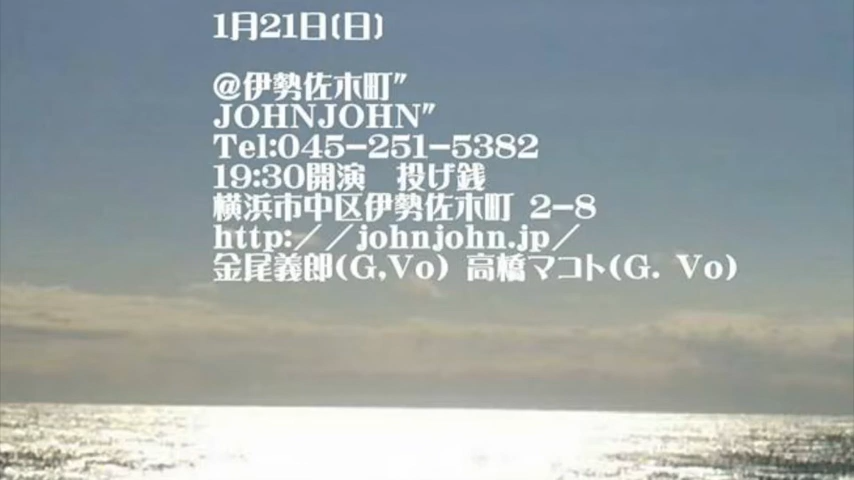 1月21日(日)
@伊勢佐木町"
JOHNJOHN"
Tel:045-251-5382
19:30開演　投げ銭
横浜市中区伊勢佐木町 2-8
http://johnjohn.jp/
金尾義郎(G,Vo) 高橋マコト(G. Vo)